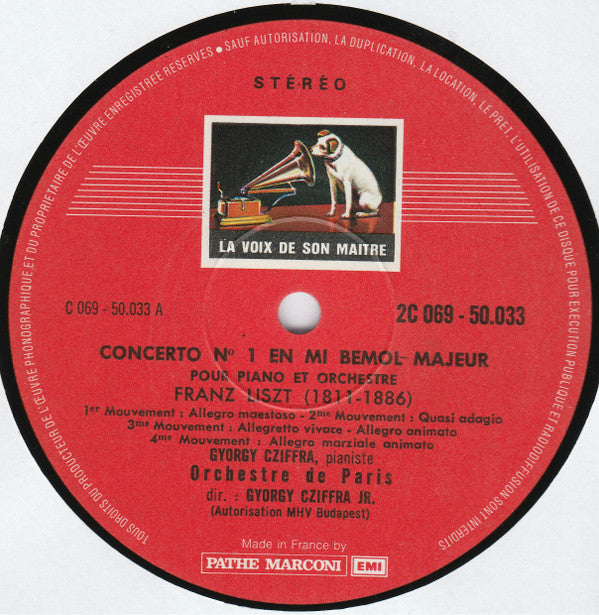 TOUS DROITS DU PRODUCTEUR DE L'ŒUVRE PHONOGRAPHIQUE ET DU PROPRIETAIRE DE L'ŒUVRE ENREGISTREE RESERVES ● SAUF AUTORISATION, LA DUPLICATION, LA LOCATION, LE PRET, L'UTILISATION DE CE DISQUE POUR EXECUTION PUBLIQUE ET RADIODIFFUSION SONT INTERDITS
STÉRÉO
LA VOIX DE SON MAITRE
C 069 - 50.033 A
2C 069 - 50.033
CONCERTO Nº 1 EN MI BEMOL MAJEUR
POUR PIANO ET ORCHESTRE
FRANZ LISZT (1811-1886)
1er Mouvement : Allegro maestoso - 2me Mouvement : Quasi adagio
3me Mouvement : Allegretto vivace - Allegro animato
4me Mouvement : Allegro marziale animato
GYORGY CZIFFRA, pianiste
Orchestre de Paris
dir. : GYORGY CZIFFRA JR.
(Autorisation MHV Budapest)
Made in France by
PATHE MARCONI EMI